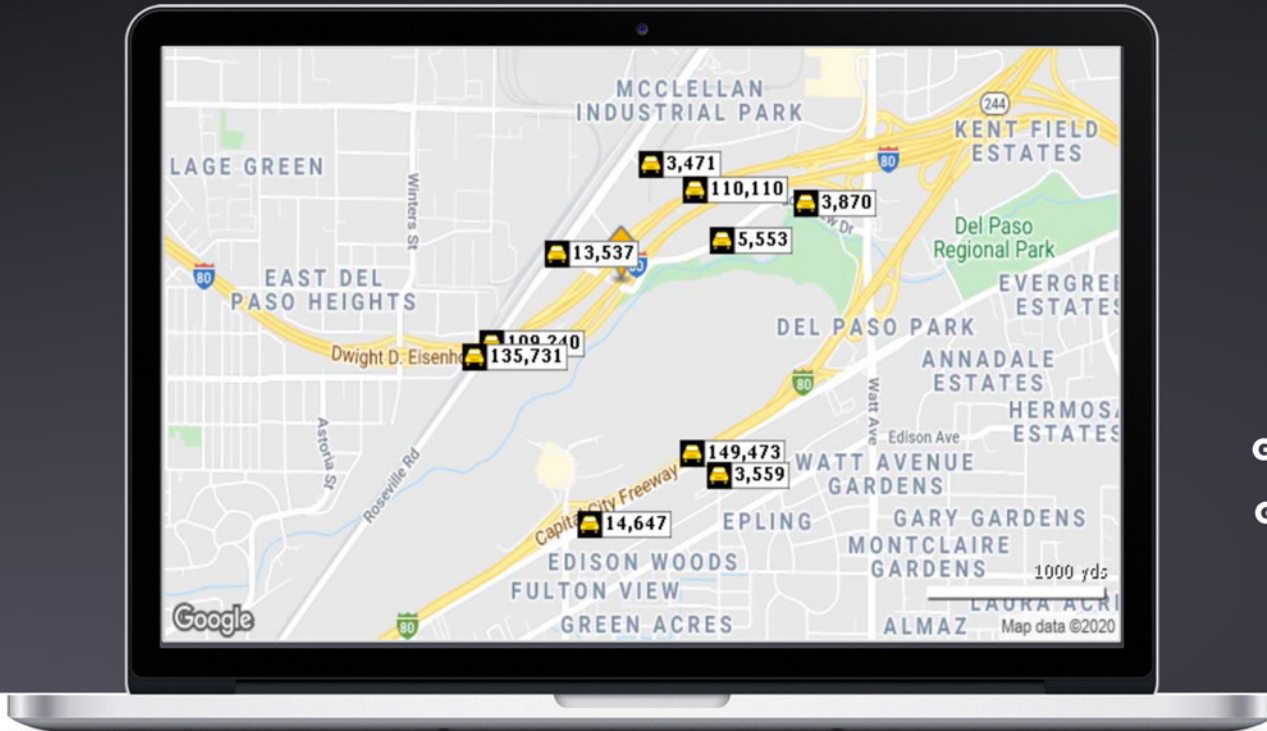 MCCLELLAN
INDUSTRIAL PARK
244
KENT FIELD
ESTATES
80
LAGE GREEN
Winters St
3,471
110,110
3,870
Del Paso
Regional Park
5,553
13,537
80
EAST DEL
PASO HEIGHTS
EVERGREE
ESTATES
DEL PASO PARK
109,240
Dwight D. Eisenh
135,731
ANNADALE
ESTATES
80
HERMOSA
ESTATES
Watt Ave
Edison Ave
Astoria St
Roseville Rd
149,473
3,559
WATT AVENUE
GARDENS
Capital City Freeway
14,647
EPLING
GARY GARDENS
MONTCLAIRE
GARDENS
EDISON WOODS
FULTON VIEW
1000 yds
GREEN ACRES
ALMAZ
Google
80
Map data ©2020
G